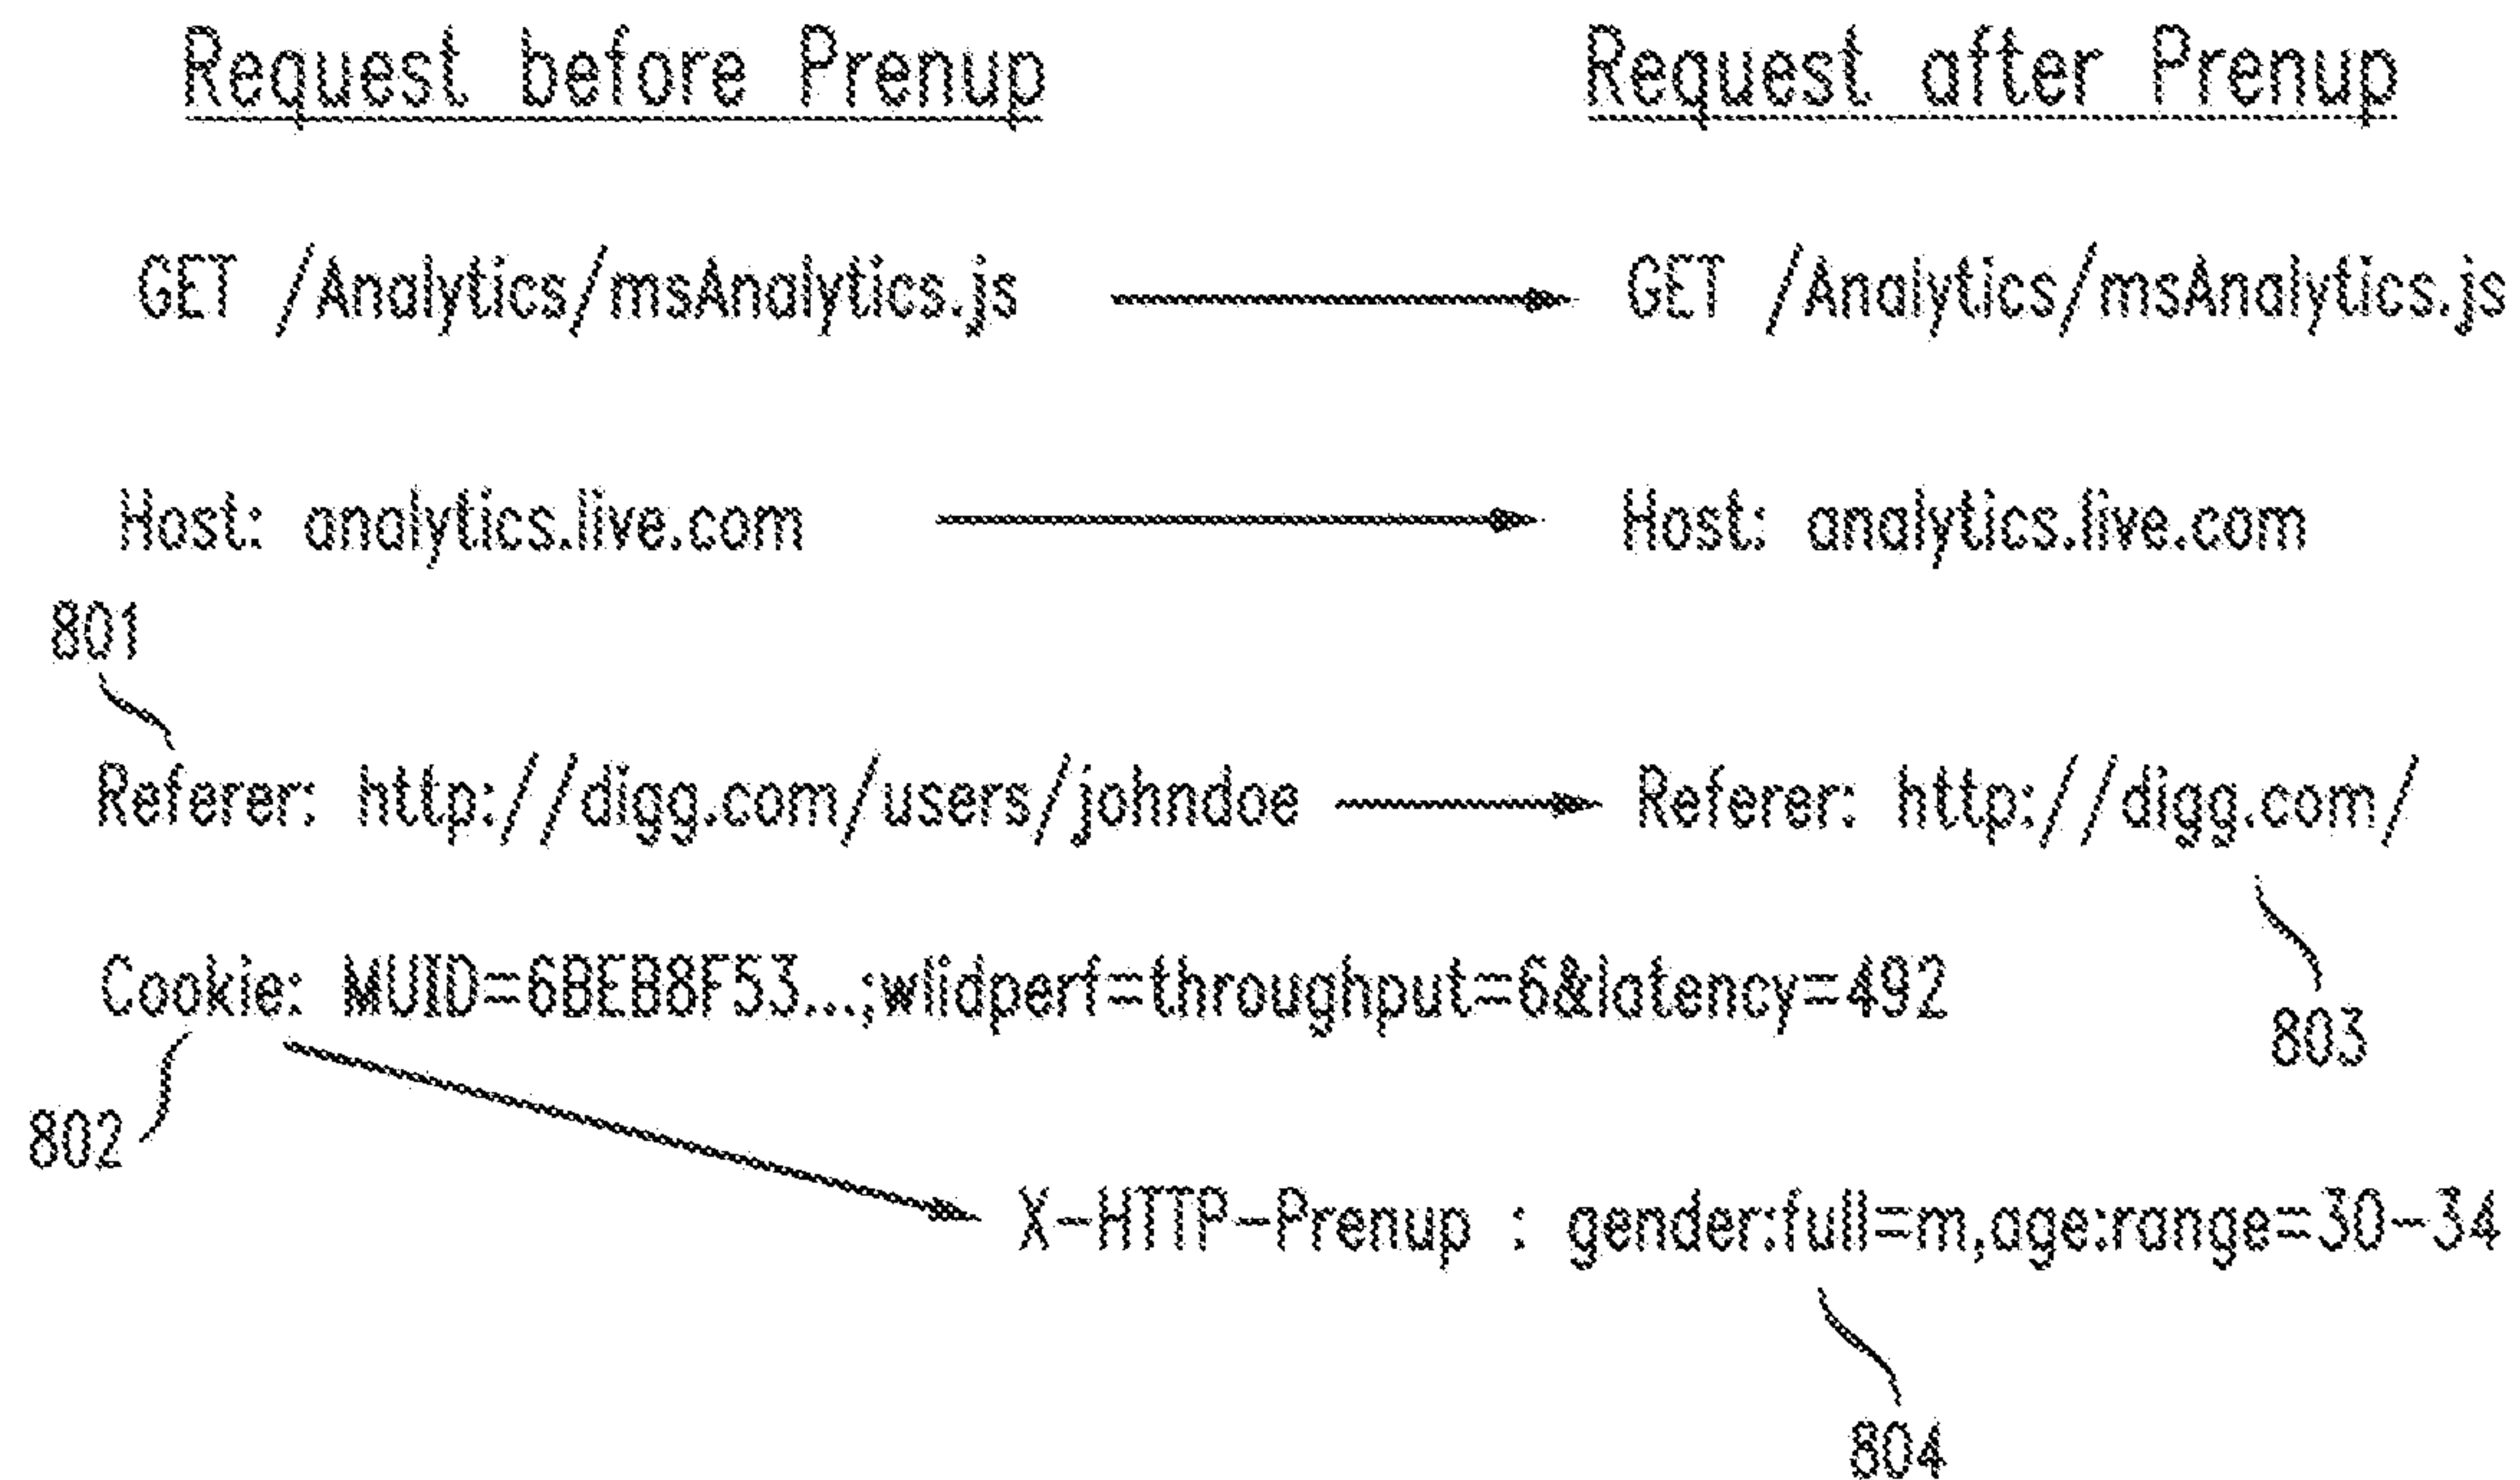 Request before Prenup Request after Prenup
GET /Analytics/msAnalytics.js GET /Analytics/msAnalytics.js
Host: analytics.live.com Host: analytics.live.com
801
Referer: http://digg.com/users/johndoe Referer: http://digg.com/
Cookie: MUID=6BEB8F53...;wlidperf=throughput=6&latency=492
803
802
X-HTTP-Prenup : gender:full=m,age:range=30-34
804